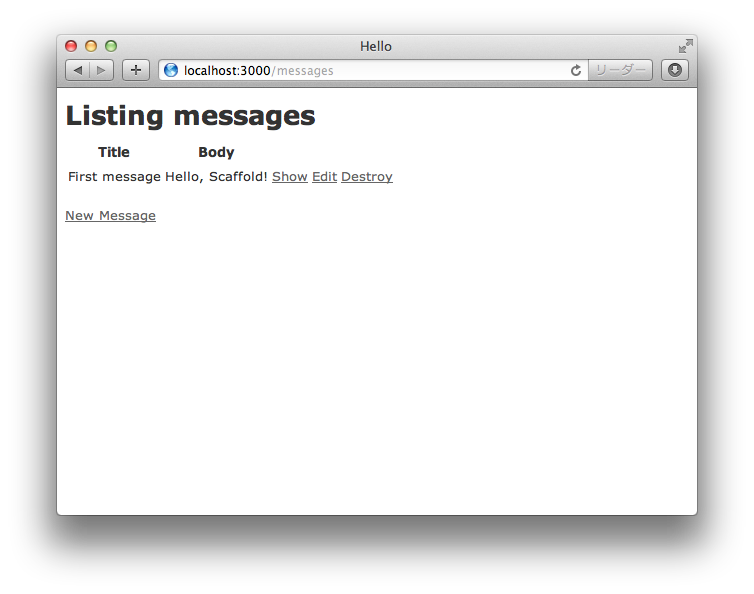 Hello
localhost:3000/messages
リーダー
Listing messages
Title Body
First message Hello, Scaffold! Show Edit Destroy
New Message